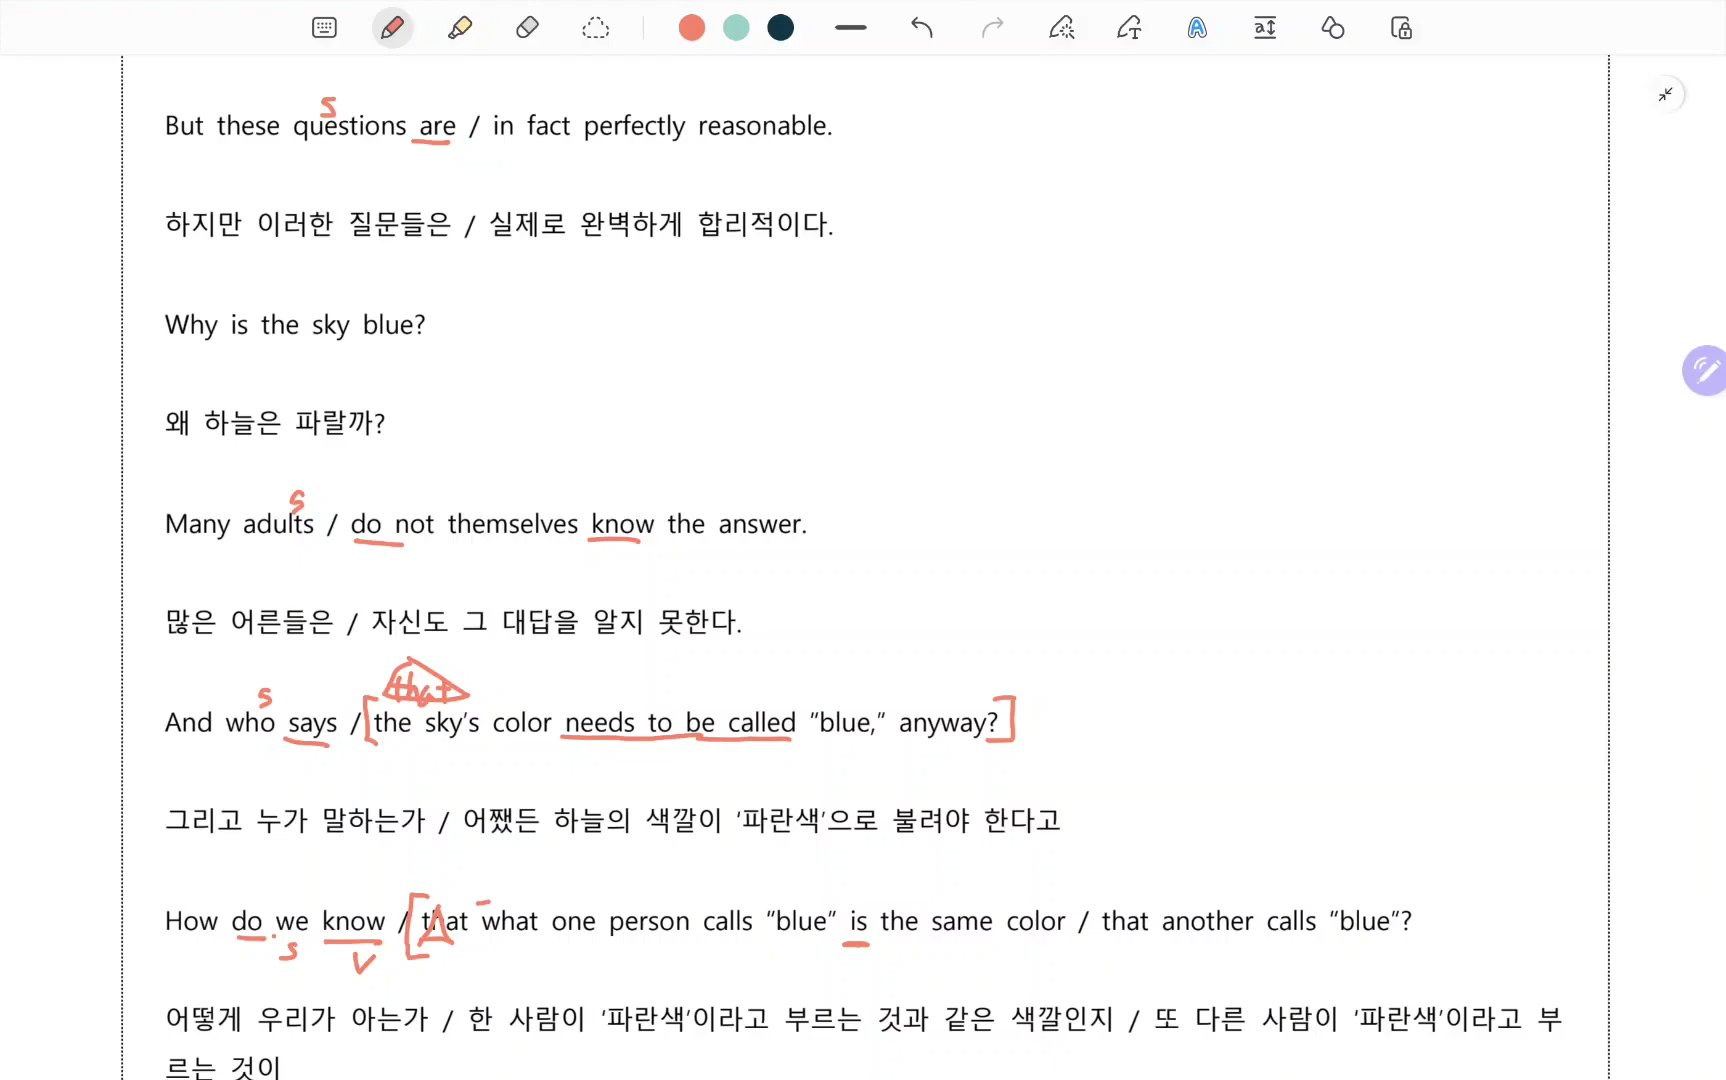 s
But these questions are / in fact perfectly reasonable.
하지만 이러한 질문들은 / 실제로 완벽하게 합리적이다.
Why is the sky blue?
왜 하늘은 파랄까?
s
Many adults / do not themselves know the answer.
많은 어른들은 / 자신도 그 대답을 알지 못한다.
s that
And who says / [the sky's color needs to be called "blue," anyway?]
그리고 누가 말하는가 / 어쨌든 하늘의 색깔이 '파란색'으로 불려야 한다고
How do we know / [that what one person calls "blue" is the same color / that another calls "blue"?
s v
어떻게 우리가 아는가 / 한 사람이 '파란색'이라고 부르는 것과 같은 색깔인지 / 또 다른 사람이 '파란색'이라고 부
르는 것이